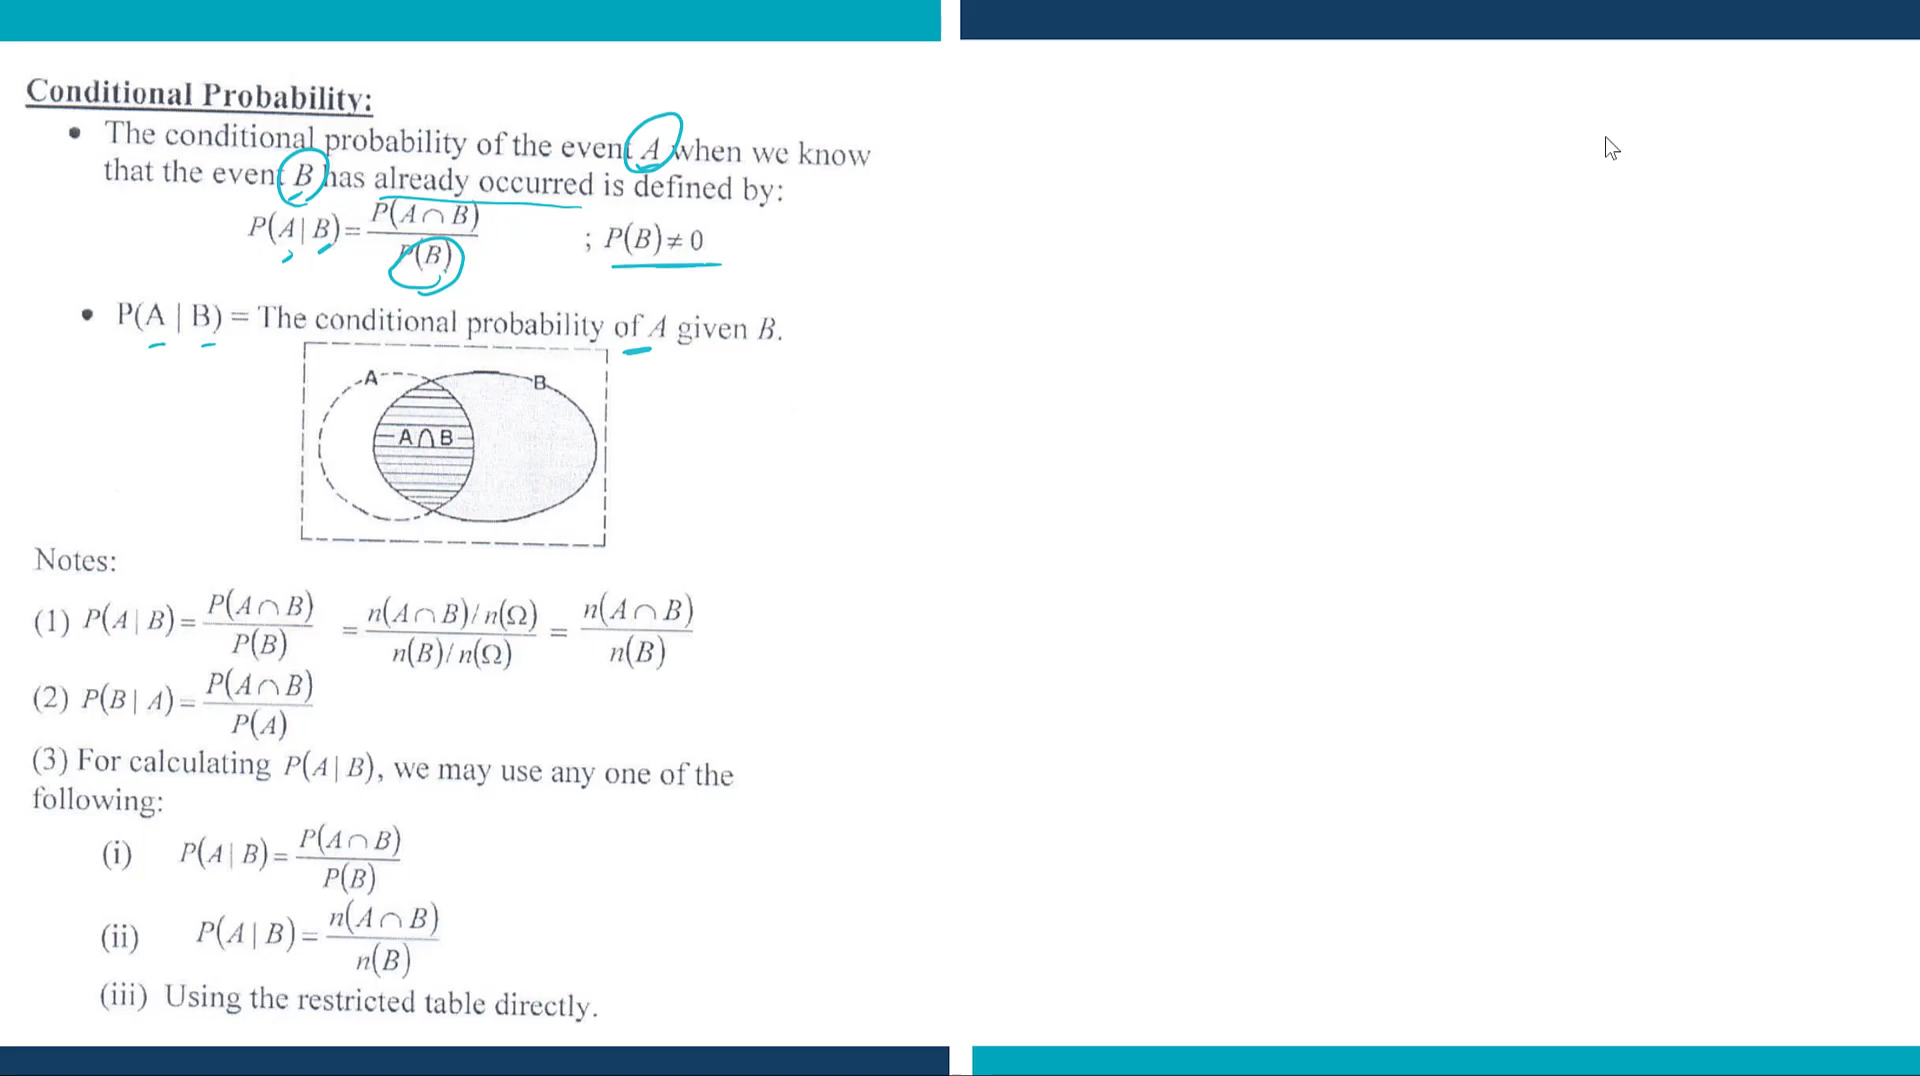 Conditional Probability:
• The conditional probability of the event A when we know
that the event B has already occurred is defined by:
P(A | B) = P(A ∩ B) / P(B) ; P(B) ≠ 0
• P(A | B) = The conditional probability of A given B.
A B
A ∩ B
Notes:
(1) P(A | B) = P(A ∩ B) / P(B) = n(A ∩ B) / n(Ω) / n(B) / n(Ω) = n(A ∩ B) / n(B)
(2) P(B | A) = P(A ∩ B) / P(A)
(3) For calculating P(A | B), we may use any one of the
following:
(i) P(A | B) = P(A ∩ B) / P(B)
(ii) P(A | B) = n(A ∩ B) / n(B)
(iii) Using the restricted table directly.